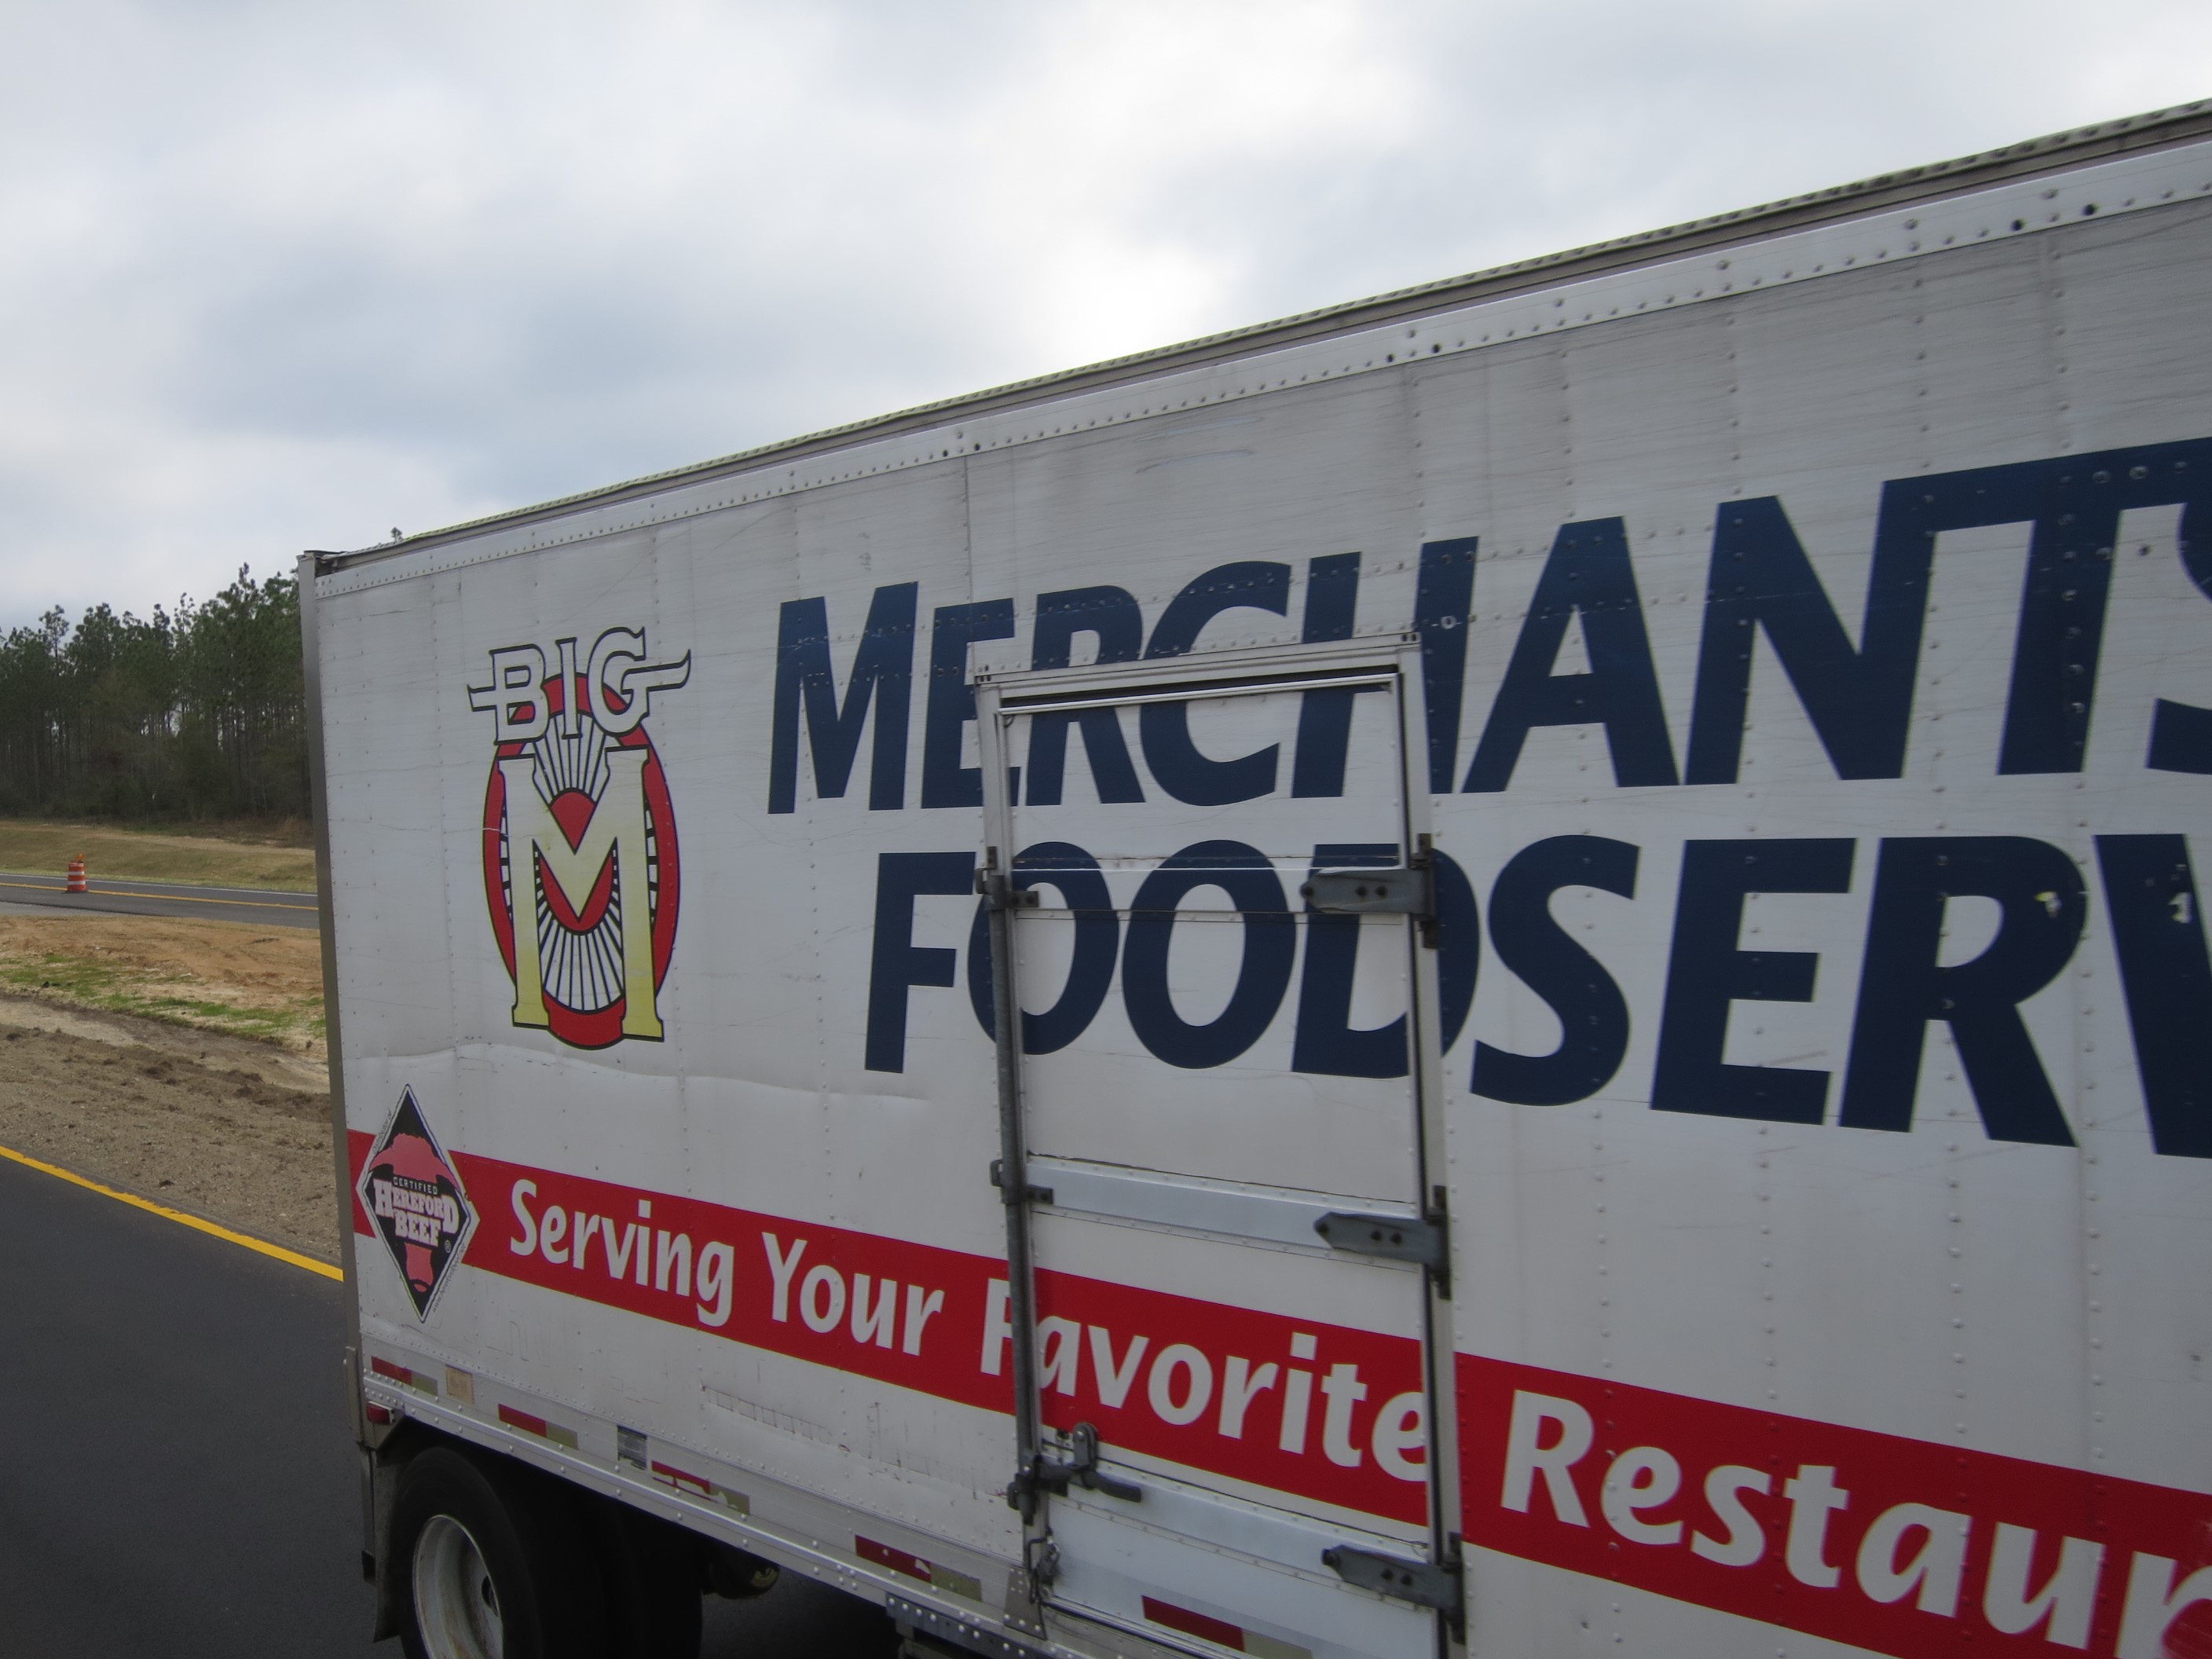 BIG
M
MERCHANTS
FOODSERV
CERTIFIED
HEREFORD
BEEF
®
Serving Your Favorite Restaur